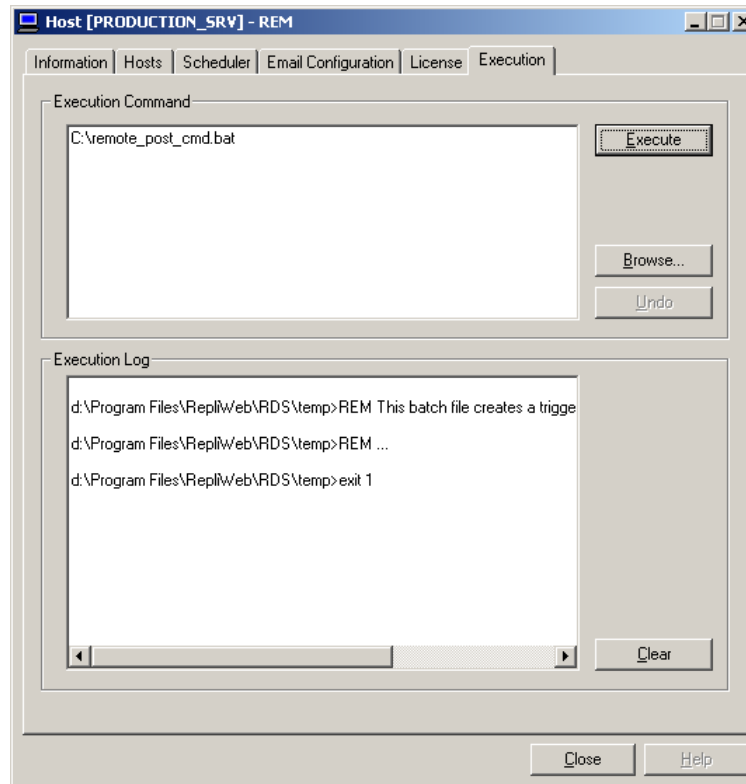 Host [PRODUCTION_SRV] - REM
Information Hosts Scheduler Email Configuration License Execution
Execution Command
C:\remote_post_cmd.bat
Execute
Browse...
Undo
Execution Log
d:\Program Files\RepliWeb\RDS\temp>REM This batch file creates a trigge
d:\Program Files\RepliWeb\RDS\temp>REM ...
d:\Program Files\RepliWeb\RDS\temp>exit 1
Clear
Close Help